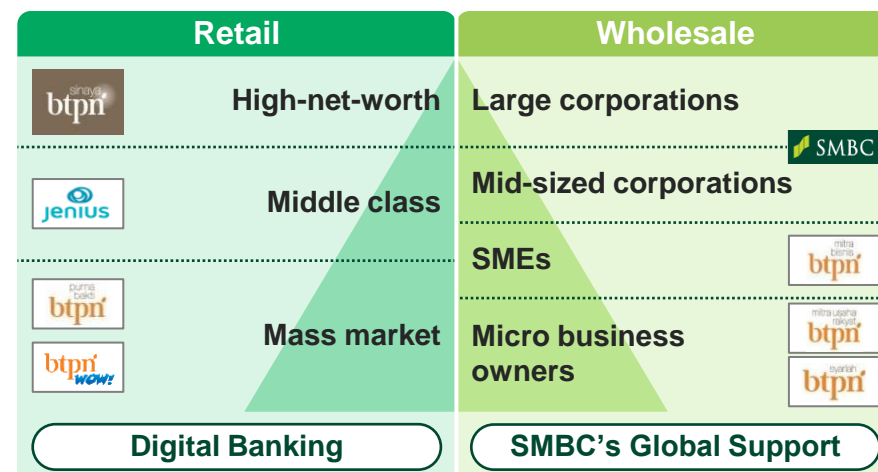 Retail
Wholesale
sinaya
btpn
High-net-worth
Large corporations
SMBC
Mid-sized corporations
Jenius
Middle class
SMEs
mitra
bisnis
btpn
purna
bakti
btpn
Mass market
btpn
wow!
Micro business
owners
mitra usaha
rakyat
btpn
syariah
btpn
Digital Banking
SMBC's Global Support